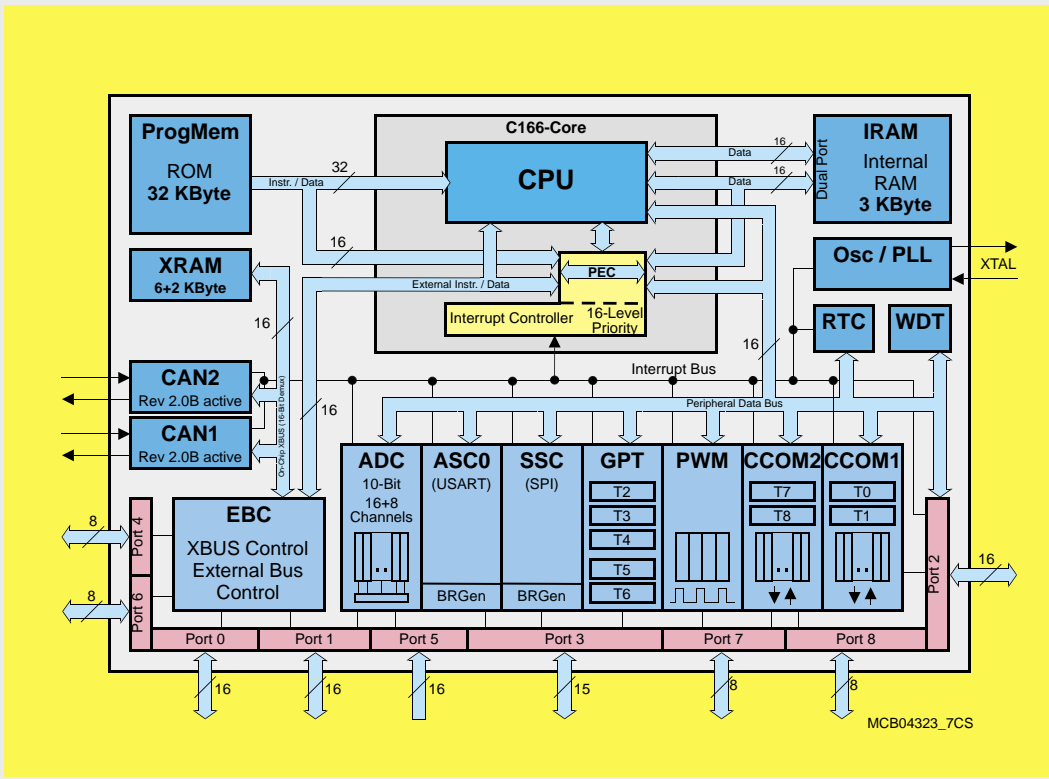 C166-Core
ProgMem
ROM
32 KByte
Instr. / Data
32
16
CPU
Data
16
Data
16
Dual Port
IRAM
Internal
RAM
3 KByte
XRAM
6+2 KByte
16
External Instr. / Data
PEC
Interrupt Controller
16-Level
Priority
Osc / PLL
XTAL
RTC
WDT
16
Interrupt Bus
Peripheral Data Bus
CAN2
Rev 2.0B active
CAN1
Rev 2.0B active
On-Chip XBUS (16-Bit Demux)
16
EBC
XBUS Control
External Bus
Control
ADC
10-Bit
16+8
Channels
ASC0
(USART)
BRGen
SSC
(SPI)
BRGen
GPT
T2
T3
T4
T5
T6
PWM
CCOM2
T7
T8
CCOM1
T0
T1
8
Port 4
8
Port 6
Port 2
16
Port 0
Port 1
Port 5
Port 3
Port 7
Port 8
16
16
16
15
8
8
MCB04323_7CS